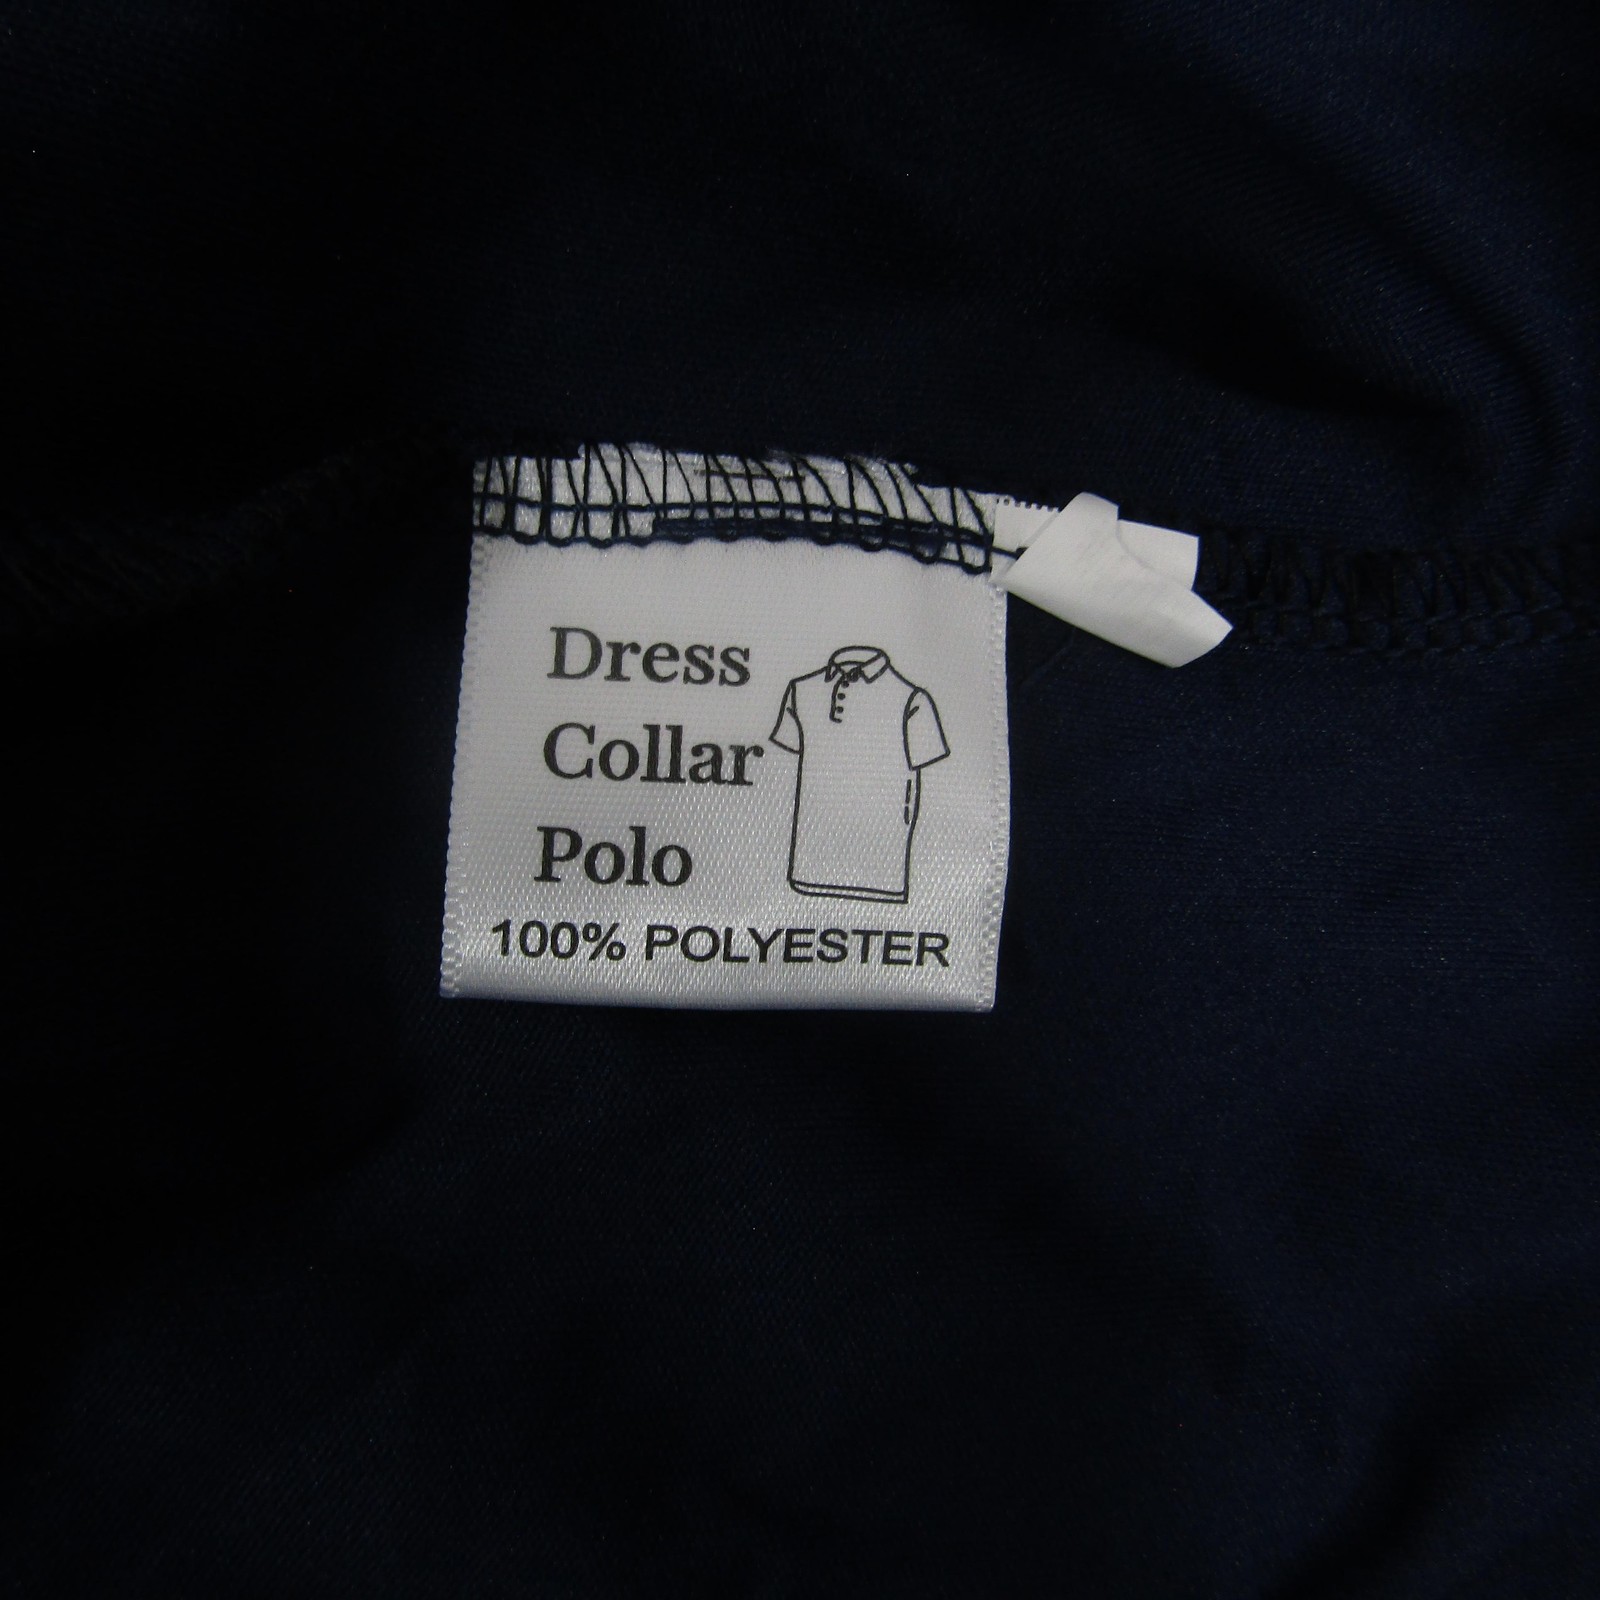 Dress
Collar
Polo
100% POLYESTER